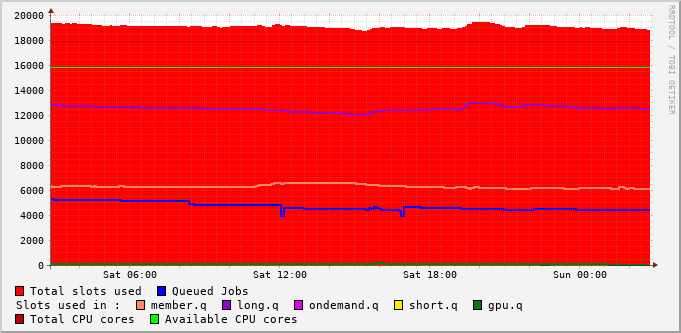 20000
18000
16000
14000
12000
10000
8000
6000
4000
2000
0
Sat 06:00 Sat 12:00 Sat 18:00 Sun 00:00
RRDTOOL / TOBI OETIKER
Total slots used Queued Jobs
Slots used in : member.q long.q ondemand.q short.q gpu.q
Total CPU cores Available CPU cores